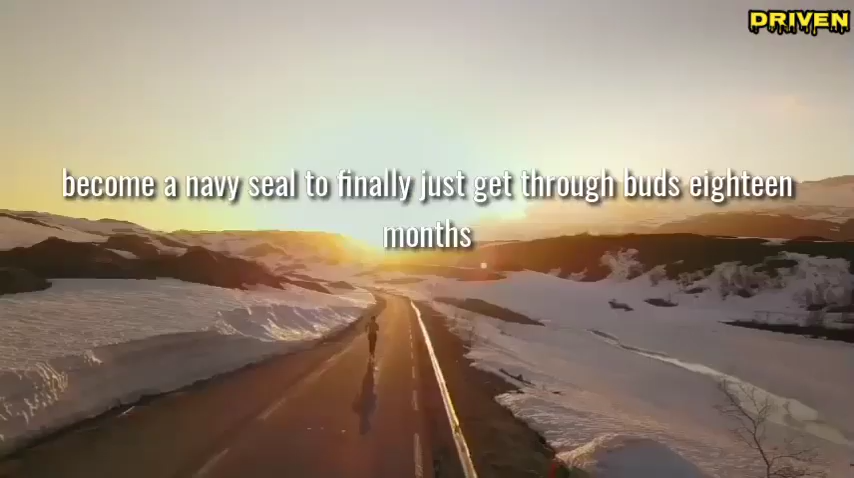 DRIVEN
become a navy seal to finally just get through buds eighteen
months